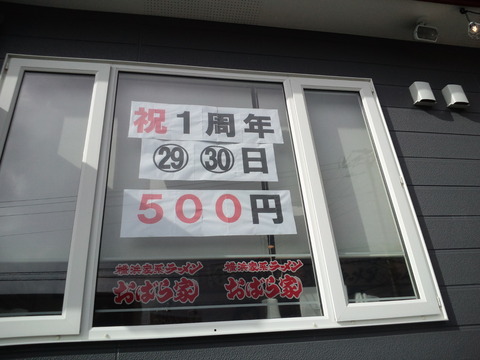 祝1周年
㉙㉚日
500円
横浜家系ラーメン
おばら家
横浜家系ラーメン
おばら家